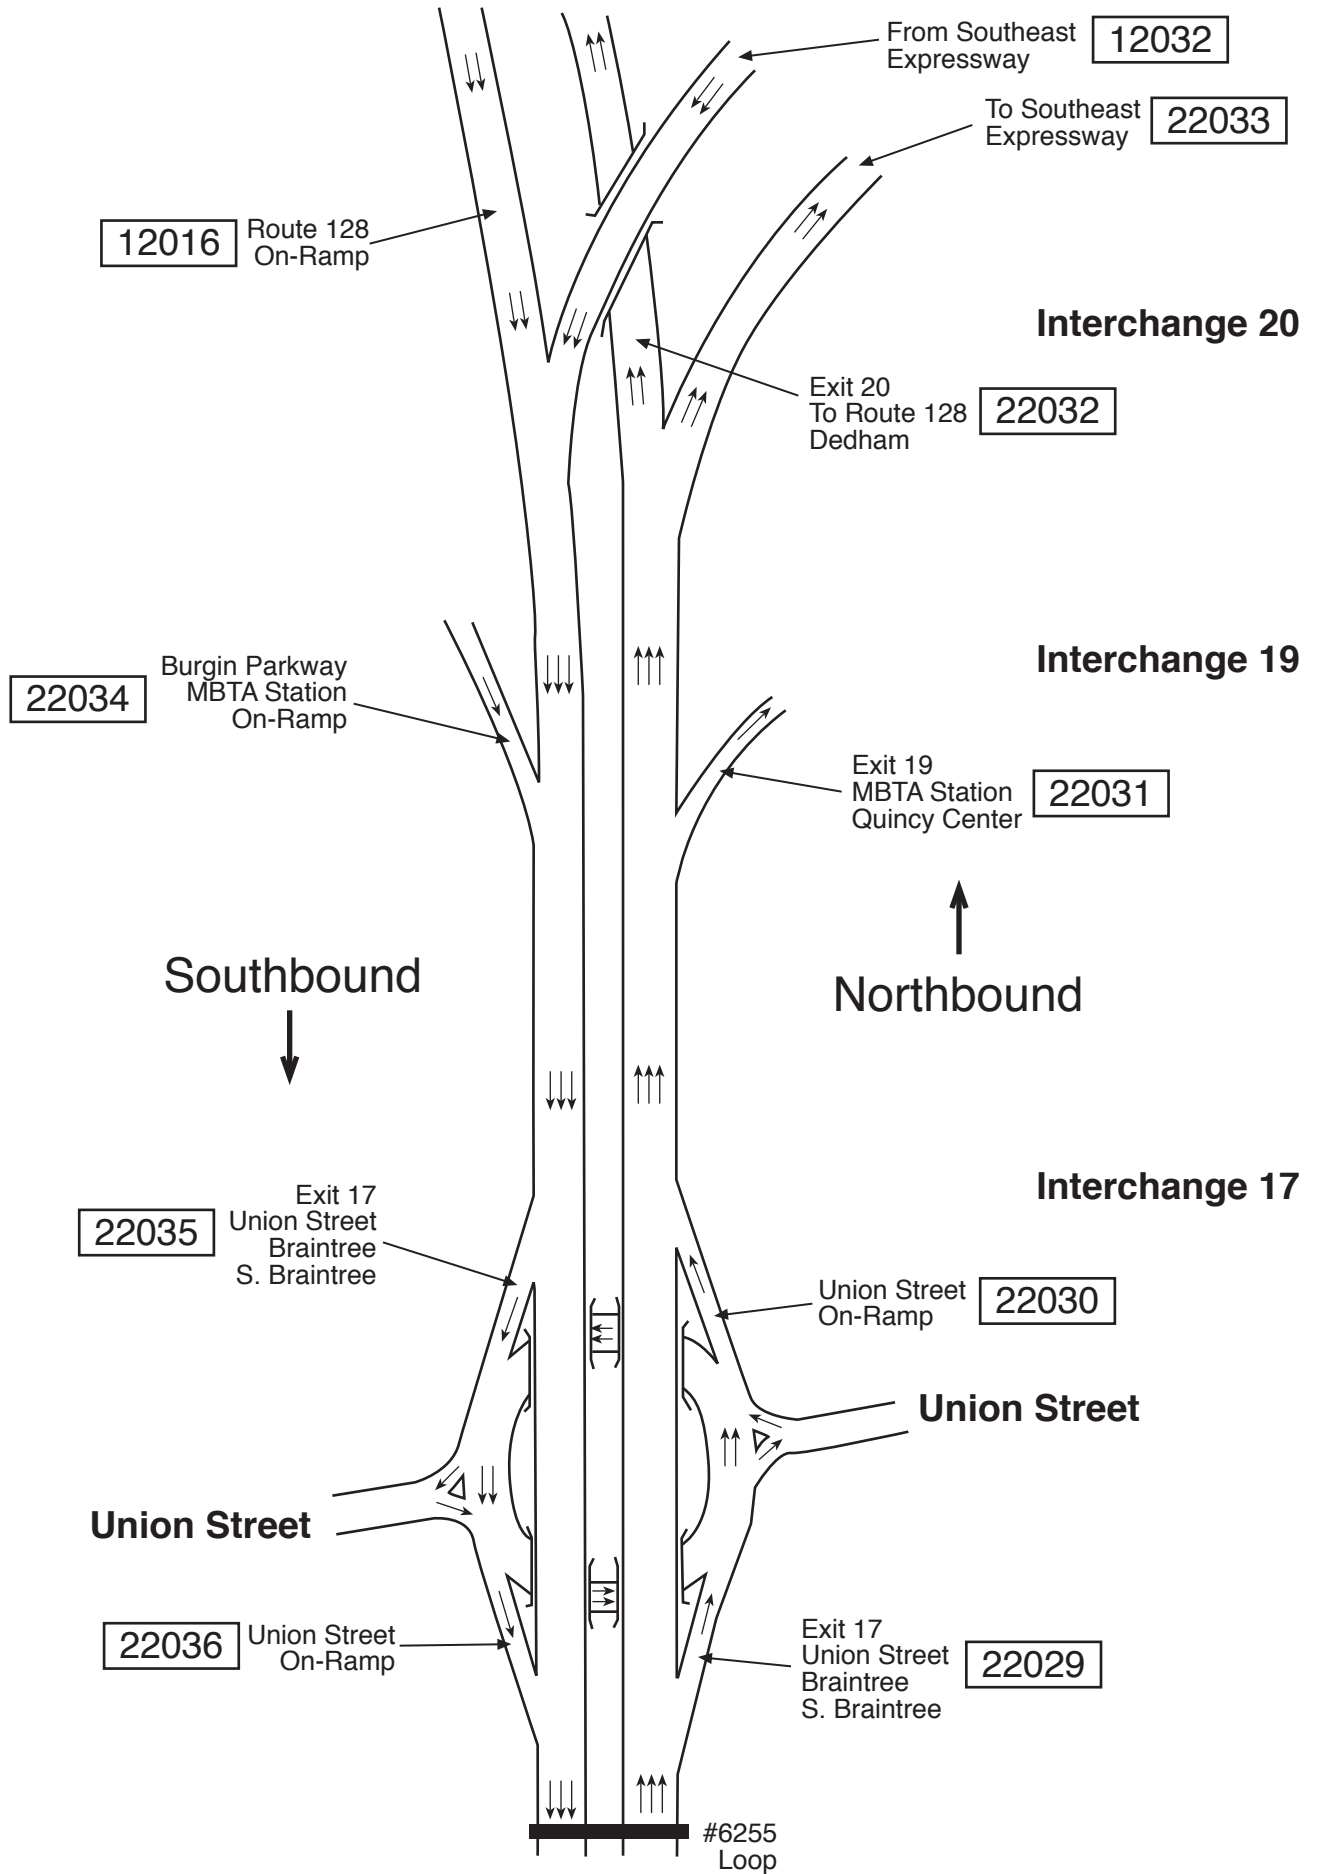 From Southeast
Expressway
12032
To Southeast
Expressway
22033
12016
Route 128
On-Ramp
Interchange 20
Exit 20
To Route 128
Dedham
22032
Interchange 19
22034
Burgin Parkway
MBTA Station
On-Ramp
Exit 19
MBTA Station
Quincy Center
22031
Southbound
Northbound
Interchange 17
22035
Exit 17
Union Street
Braintree
S. Braintree
Union Street
On-Ramp
22030
Union Street
Union Street
22036
Union Street
On-Ramp
Exit 17
Union Street
Braintree
S. Braintree
22029
#6255
Loop